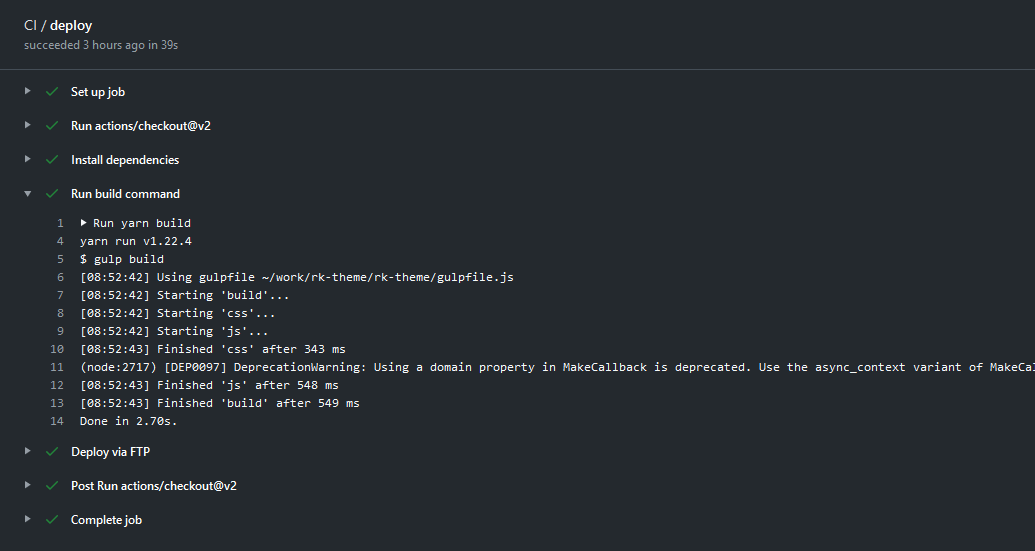 CI / deploy
succeeded 3 hours ago in 39s
Set up job
Run actions/checkout@v2
Install dependencies
Run build command
1 Run yarn build
4 yarn run v1.22.4
5 $ gulp build
6 [08:52:42] Using gulpfile ~/work/rk-theme/rk-theme/gulpfile.js
7 [08:52:42] Starting 'build'...
8 [08:52:42] Starting 'css'...
9 [08:52:42] Starting 'js'...
10 [08:52:43] Finished 'css' after 343 ms
11 (node:2717) [DEP0097] DeprecationWarning: Using a domain property in MakeCallback is deprecated. Use the async_context variant of MakeCal
12 [08:52:43] Finished 'js' after 548 ms
13 [08:52:43] Finished 'build' after 549 ms
14 Done in 2.70s.
Deploy via FTP
Post Run actions/checkout@v2
Complete job